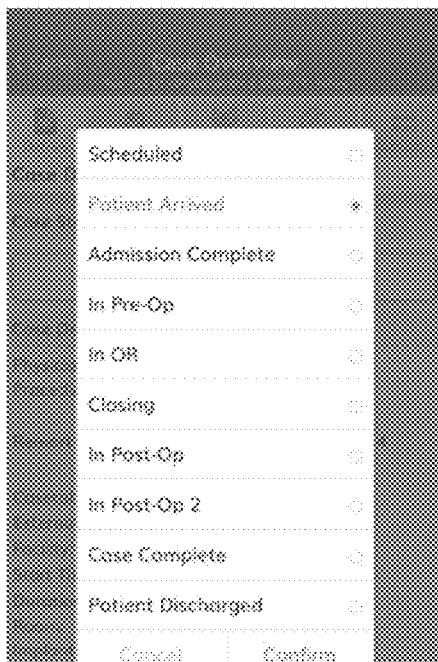 Scheduled
Patient Arrived
Admission Complete
In Pre-Op
In OR
Closing
In Post-Op
In Post-Op 2
Case Complete
Patient Discharged
Cancel Confirm